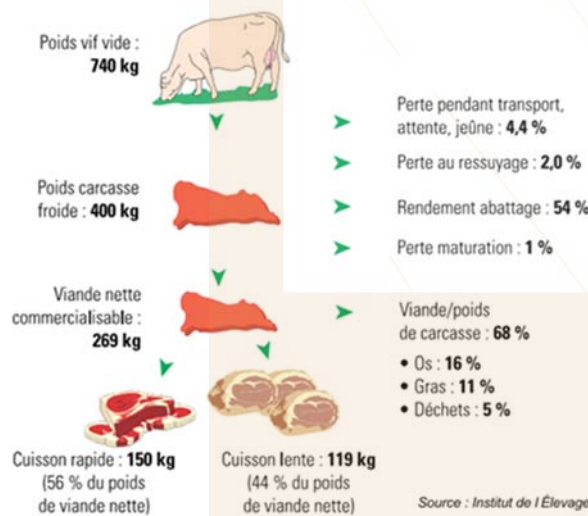 Poids vif vide :
740 kg
Perte pendant transport,
attente, jeûne : 4,4 %
Perte au ressuyage : 2,0 %
Poids carcasse
froide : 400 kg
Rendement abattage : 54 %
Perte maturation : 1 %
Viande nette
commercialisable :
269 kg
Viande/poids
de carcasse : 68 %
• Os : 16 %
• Gras : 11 %
• Déchets : 5 %
Cuisson rapide : 150 kg
(56 % du poids
de viande nette)
Cuisson lente : 119 kg
(44 % du poids
de viande nette)
Source : Institut de l'Élevage